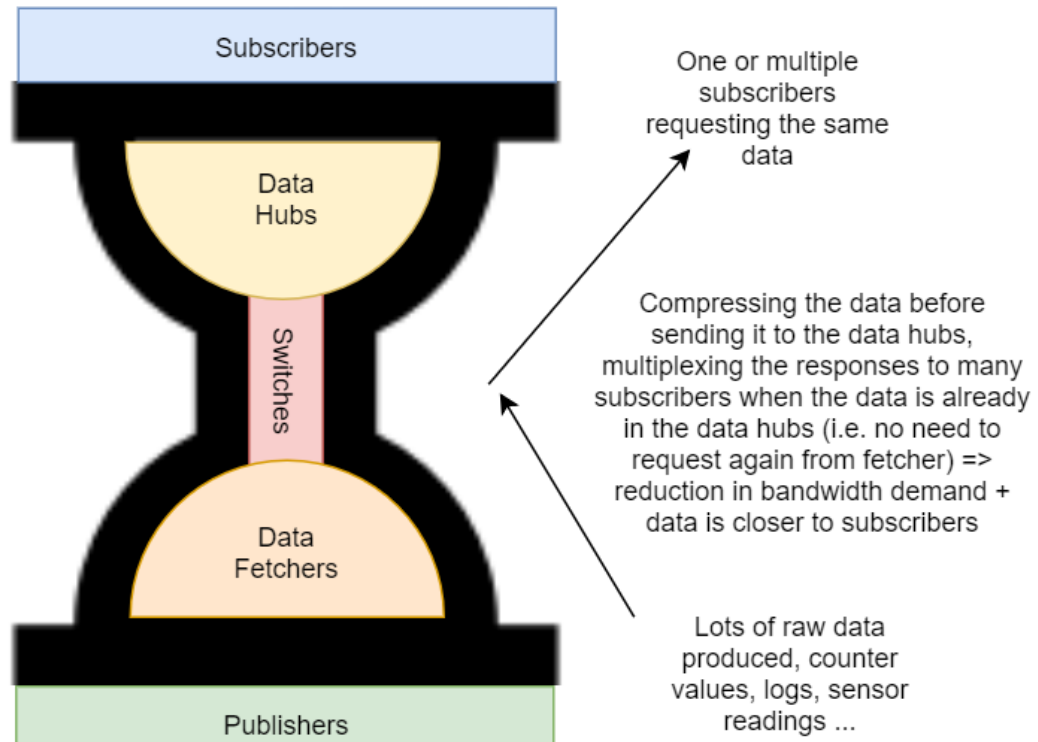 Subscribers
Data
Hubs
Switches
Data
Fetchers
Publishers
One or multiple
subscribers
requesting the same
data
Compressing the data before
sending it to the data hubs,
multiplexing the responses to many
subscribers when the data is already
in the data hubs (i.e. no need to
request again from fetcher) =>
reduction in bandwidth demand +
data is closer to subscribers
Lots of raw data
produced, counter
values, logs, sensor
readings ...